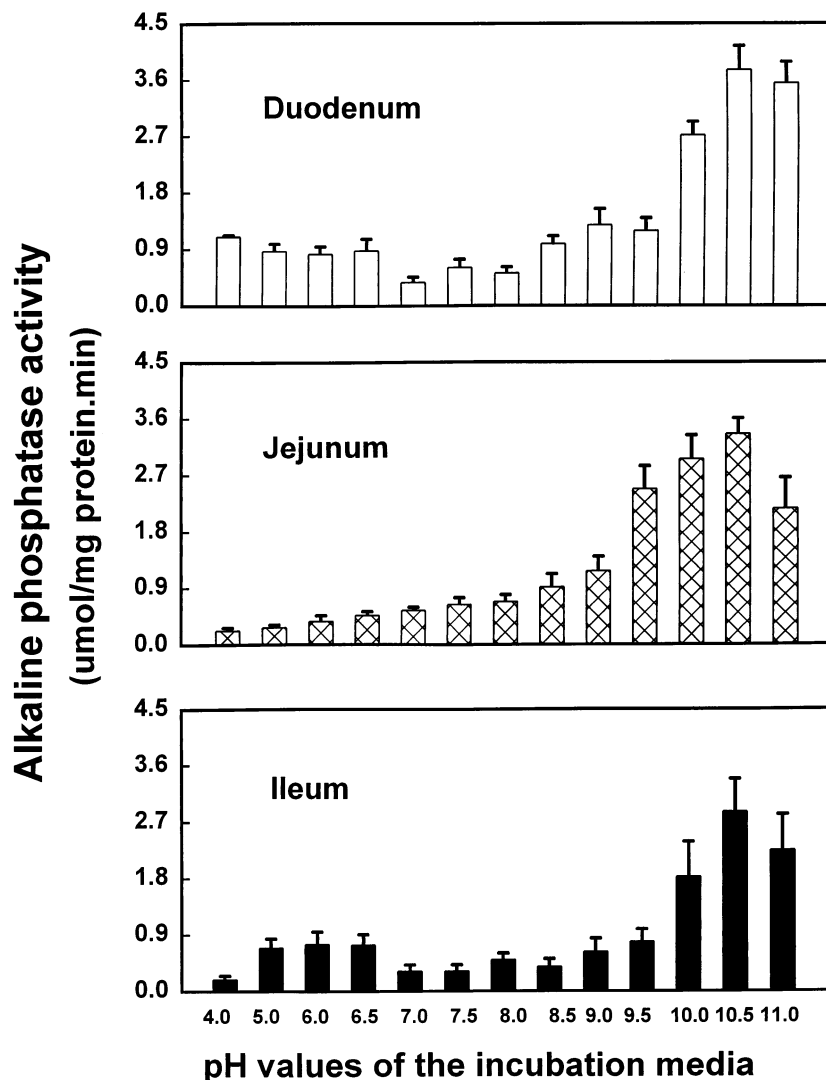 Alkaline phosphatase activity
(umol/mg protein.min)
4.5
3.6
2.7
1.8
0.9
0.0
Duodenum
4.5
3.6
2.7
1.8
0.9
0.0
Jejunum
4.5
3.6
2.7
1.8
0.9
0.0
Ileum
4.0 5.0 6.0 6.5 7.0 7.5 8.0 8.5 9.0 9.5 10.0 10.5 11.0
pH values of the incubation media